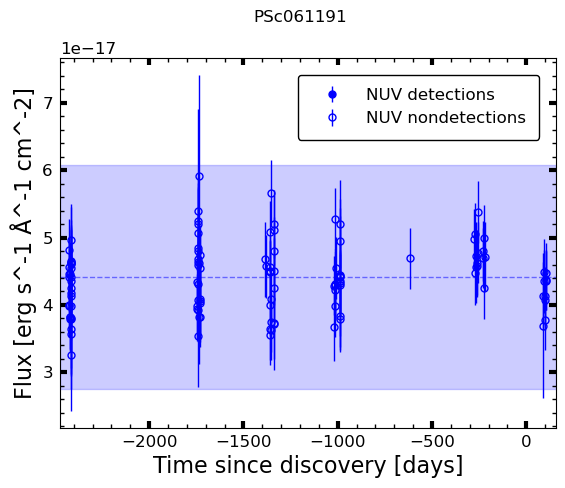 PSc061191
1e−17
NUV detections
NUV nondetections
7
6
5
4
3
Flux [erg s^-1 Å^-1 cm^-2]
−2000
−1500
−1000
−500
0
Time since discovery [days]